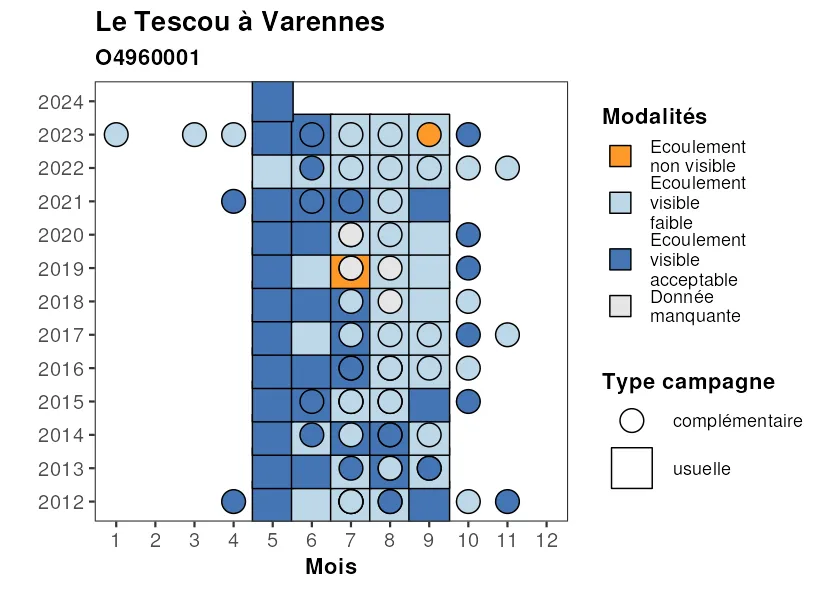 Le Tescou à Varennes
O4960001
2024
2023
2022
2021
2020
2019
2018
2017
2016
2015
2014
2013
2012
1 2 3 4 5 6 7 8 9 10 11 12
Mois
Modalités
Ecoulement
non visible
Ecoulement
visible
faible
Ecoulement
visible
acceptable
Donnée
manquante
Type campagne
complémentaire
usuelle